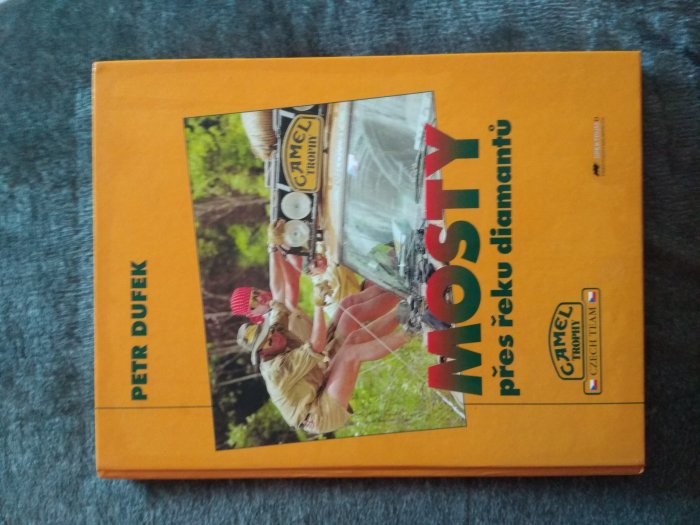 PETR DUFEK
CAMEL
TROPHY
MOSTY
přes řeku diamantů
CAMEL
TROPHY
CZECH TEAM